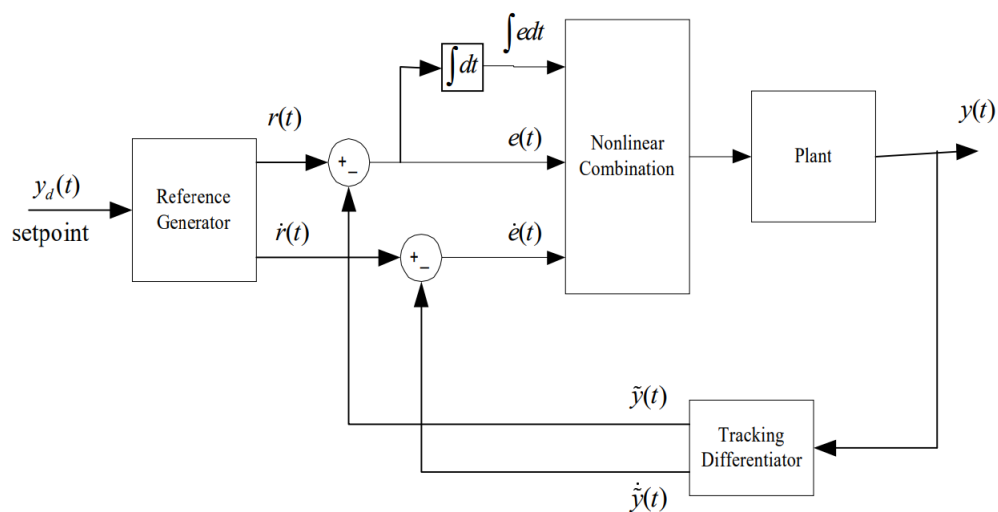 ∫edt
∫dt
r(t)
+
−
e(t)
Nonlinear
Combination
Plant
y(t)
y_d(t)
setpoint
Reference
Generator
ṙ(t)
+
−
ė(t)
ỹ(t)
Tracking
Differentiator
ỹ̇(t)